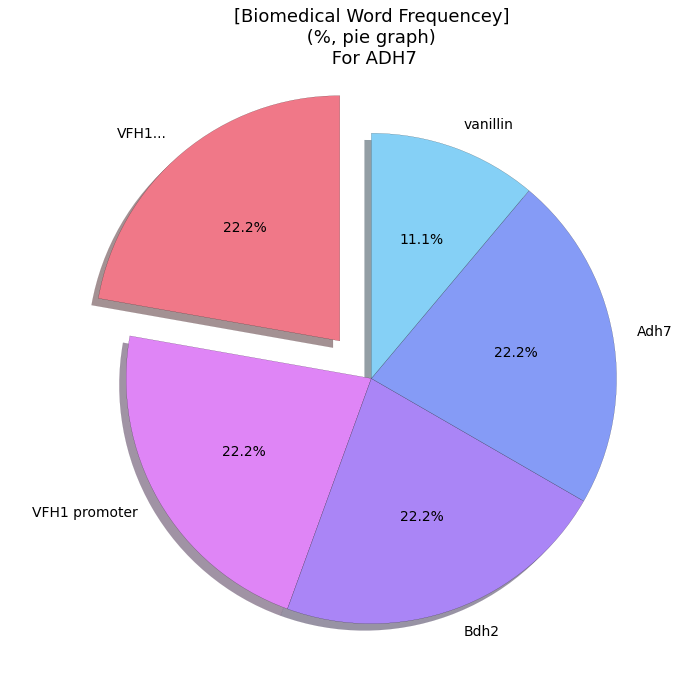 [Biomedical Word Frequencey]
(%, pie graph)
For ADH7
vanillin
VFH1...
22.2%
11.1%
Adh7
22.2%
22.2%
VFH1 promoter
22.2%
Bdh2